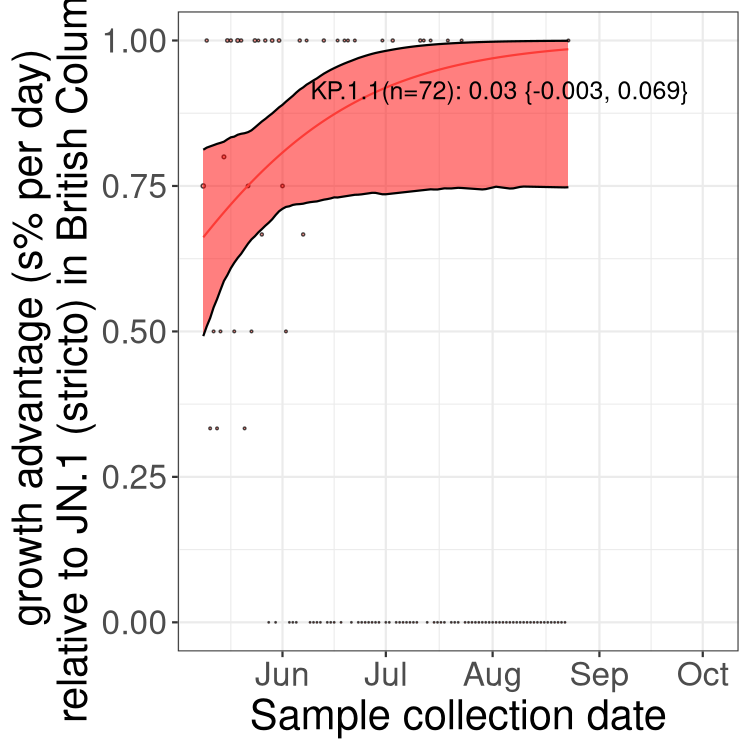 growth advantage (s% per day)
relative to JN.1 (stricto) in British Colum
1.00
0.75
0.50
0.25
0.00
KP.1.1(n=72): 0.03 {-0.003, 0.069}
Jun Jul Aug Sep Oct
Sample collection date